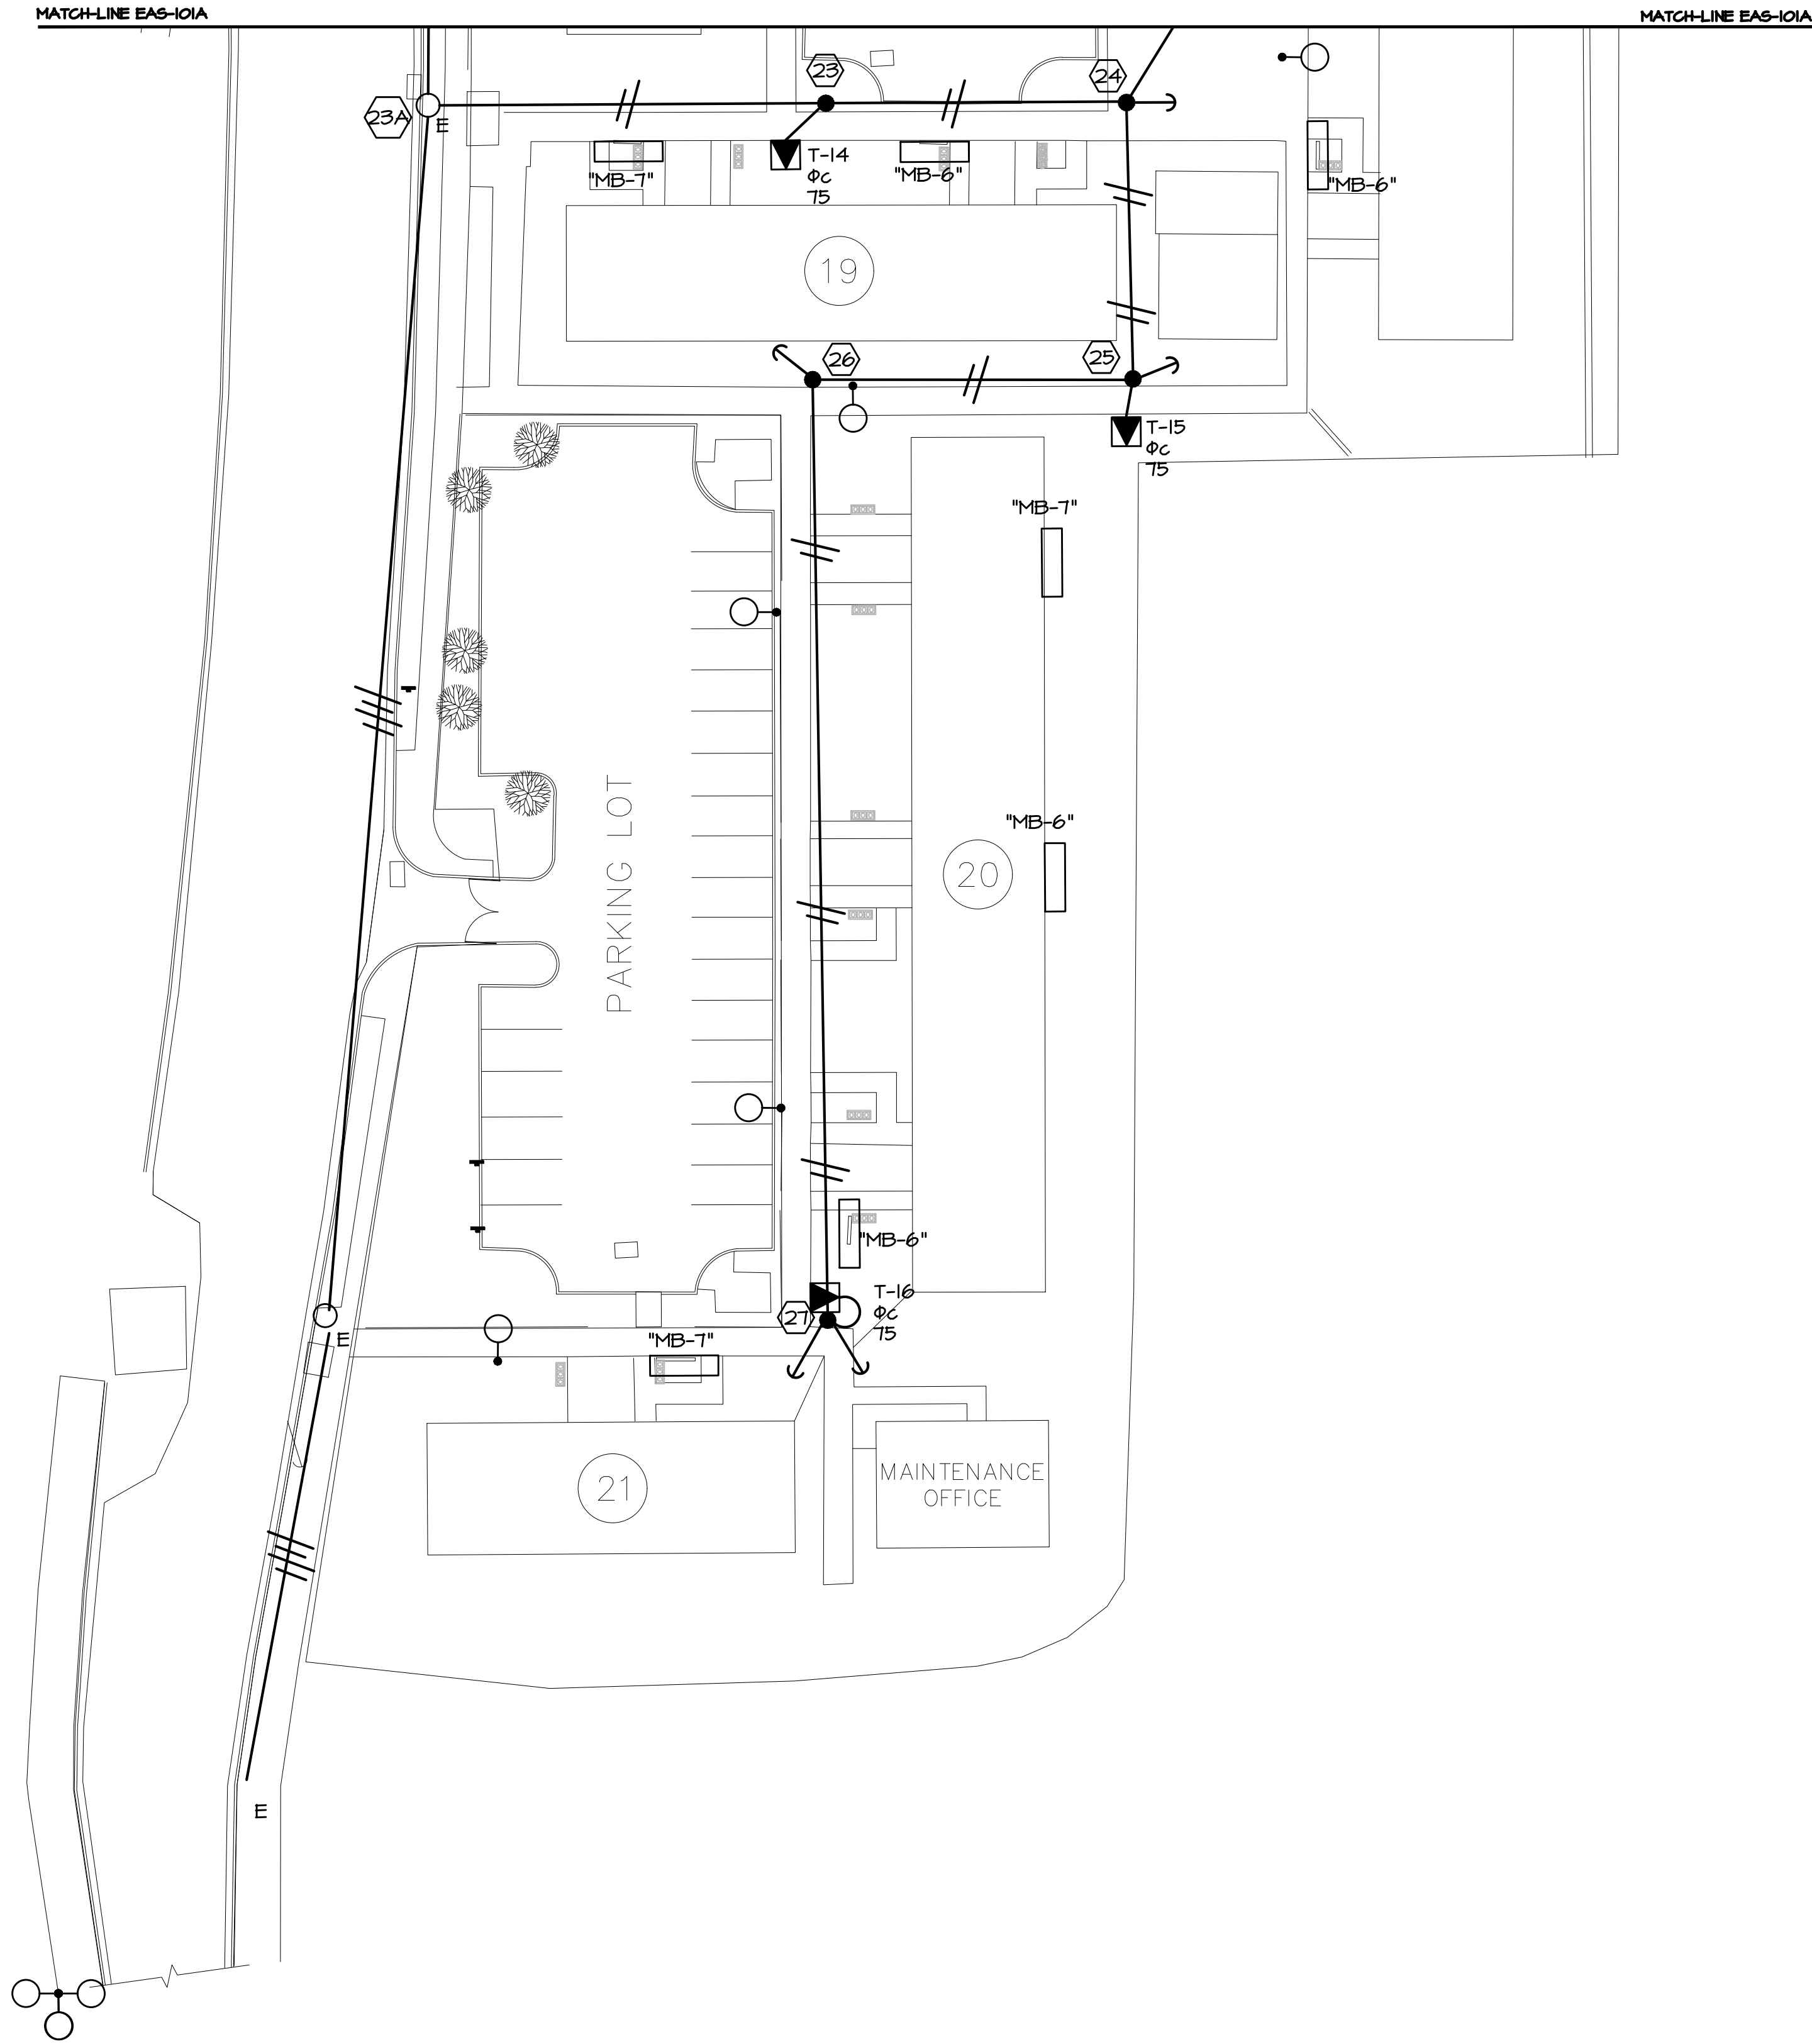 MATCH-LINE EAS-101A
MATCH-LINE EAS-101A
23
24
23A
E
T-14
ΦC
75
"MB-7"
"MB-6"
"MB-6"
19
26
25
T-15
ΦC
75
"MB-7"
PARKING LOT
"MB-6"
20
"MB-6"
T-16
ΦC
75
27
E
"MB-7"
21
MAINTENANCE
OFFICE
E